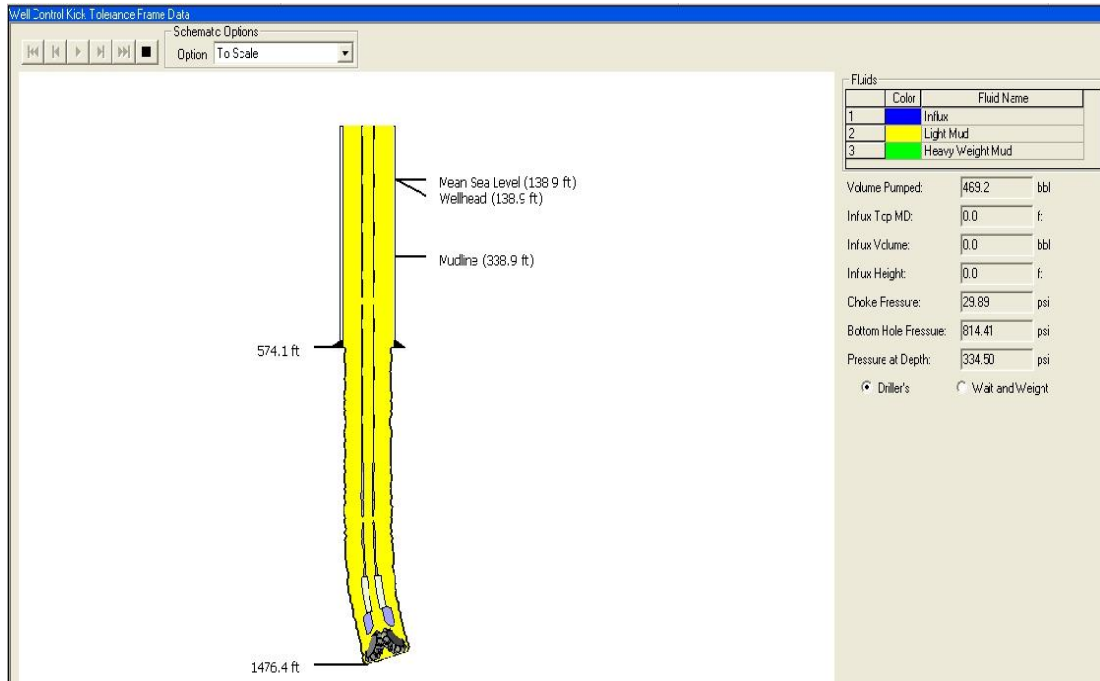 Well Control Kick Tolerance Frame Data
Schematic Options
Option To Scale
Mean Sea Level (138.9 ft)
Wellhead (138.9 ft)
Mudline (338.9 ft)
574.1 ft
1476.4 ft
Fluids
Color Fluid Name
1 Influx
2 Light Mud
3 Heavy Weight Mud
Volume Pumped: 469.2 bbl
Influx Top MD: 0.0 ft
Influx Volume: 0.0 bbl
Influx Height: 0.0 ft
Choke Pressure: 29.89 psi
Bottom Hole Pressure: 814.41 psi
Pressure at Depth: 334.50 psi
Driller's Wait and Weight